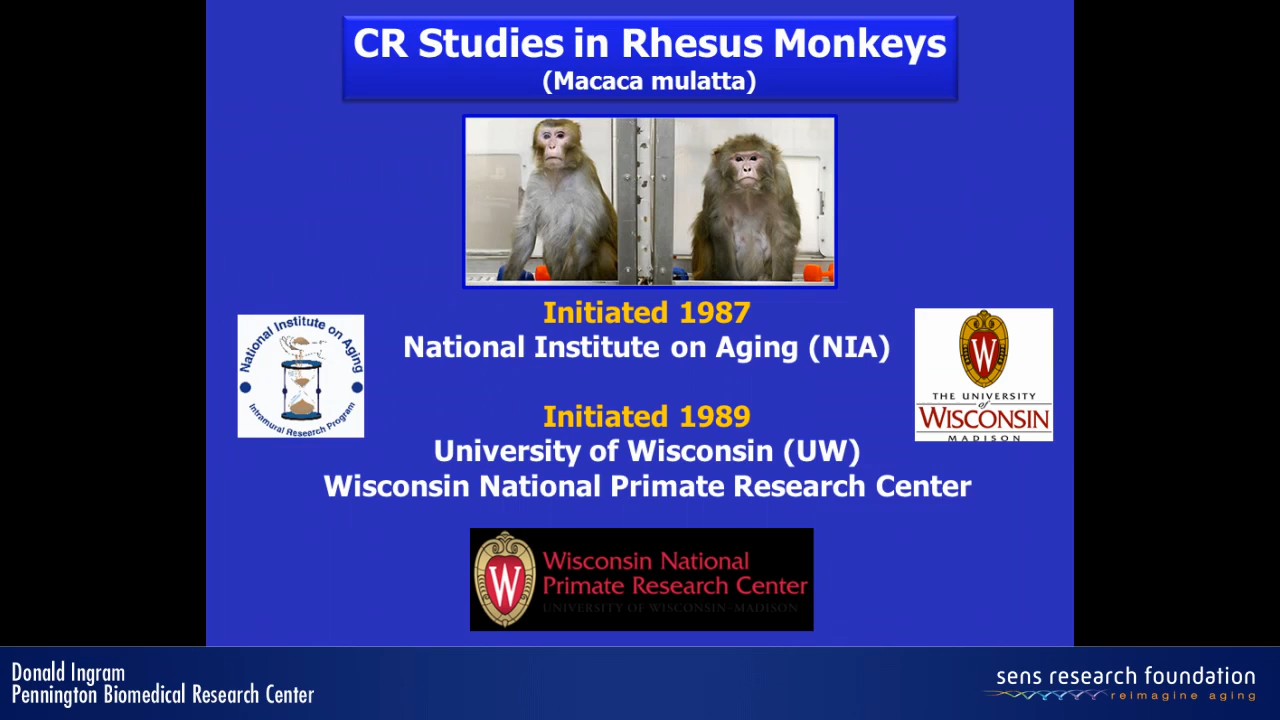 CR Studies in Rhesus Monkeys
(Macaca mulatta)
Initiated 1987
National Institute on Aging (NIA)
National Institute on Aging
Intramural Research Program
W
THE UNIVERSITY
of
WISCONSIN
MADISON
Initiated 1989
University of Wisconsin (UW)
Wisconsin National Primate Research Center
W
Wisconsin National
Primate Research Center
UNIVERSITY OF WISCONSIN-MADISON
Donald Ingram
Pennington Biomedical Research Center
sens research foundation
reimagine aging